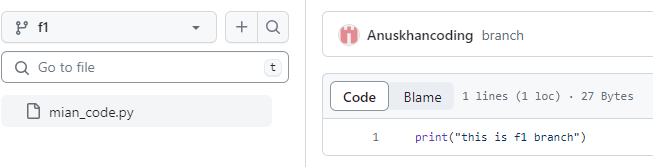 f1
Go to file
t
mian_code.py
Anuskhancoding branch
Code Blame 1 lines (1 loc) · 27 Bytes
1 print("this is f1 branch")